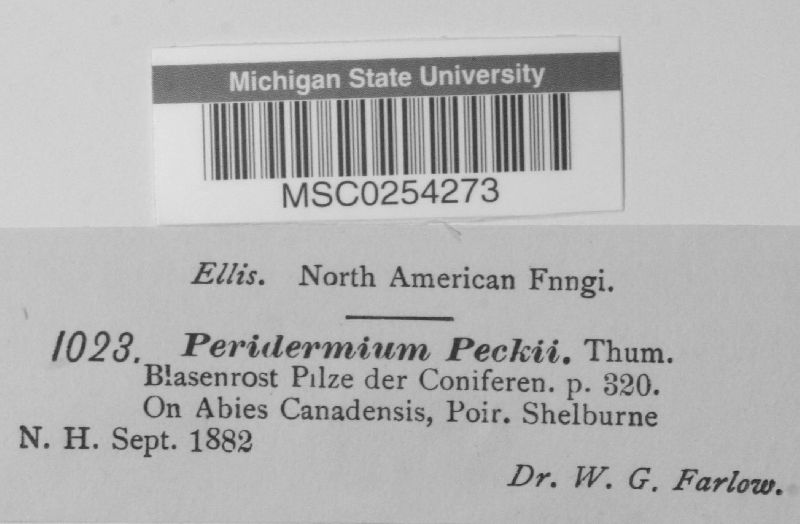 Michigan State University
MSC0254273
Ellis. North American Fnngi.
1023. Peridermium Peckii. Thum.
Blasenrost Pilze der Coniferen. p. 320.
On Abies Canadensis, Poir. Shelburne
N. H. Sept. 1882
Dr. W. G. Farlow.